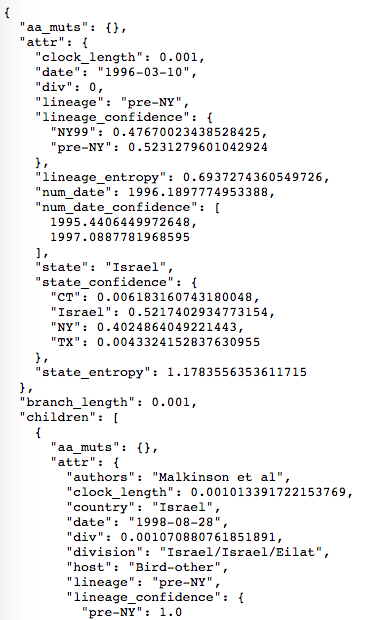 {
"aa_muts": {},
"attr": {
"clock_length": 0.001,
"date": "1996-03-10",
"div": 0,
"lineage": "pre-NY",
"lineage_confidence": {
"NY99": 0.47670023438528425,
"pre-NY": 0.5231279601042924
},
"lineage_entropy": 0.6937274360549726,
"num_date": 1996.1897774953388,
"num_date_confidence": [
1995.4406449972648,
1997.0887781968595
],
"state": "Israel",
"state_confidence": {
"CT": 0.006183160743180048,
"Israel": 0.5217402934773154,
"NY": 0.4024864049221443,
"TX": 0.0043324152837630955
},
"state_entropy": 1.1783556353611715
},
"branch_length": 0.001,
"children": [
{
"aa_muts": {},
"attr": {
"authors": "Malkinson et al",
"clock_length": 0.001013391722153769,
"country": "Israel",
"date": "1998-08-28",
"div": 0.001070880761851891,
"division": "Israel/Israel/Eilat",
"host": "Bird-other",
"lineage": "pre-NY",
"lineage_confidence": {
"pre-NY": 1.0